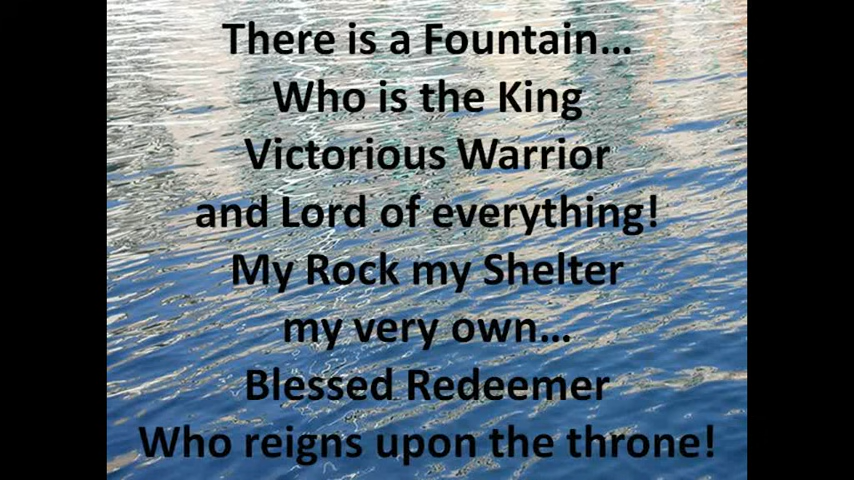 There is a Fountain...
Who is the King
Victorious Warrior
and Lord of everything!
My Rock my Shelter
my very own...
Blessed Redeemer
Who reigns upon the throne!